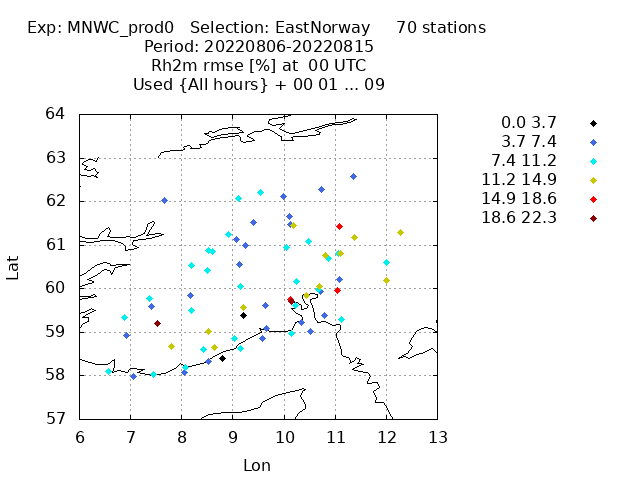 Exp: MNWC_prod0 Selection: EastNorway 70 stations
Period: 20220806-20220815
Rh2m rmse [%] at 00 UTC
Used {All hours} + 00 01 ... 09
64
63
62
61
60
59
58
57
6 7 8 9 10 11 12 13
Lat
Lon
0.0 3.7
3.7 7.4
7.4 11.2
11.2 14.9
14.9 18.6
18.6 22.3